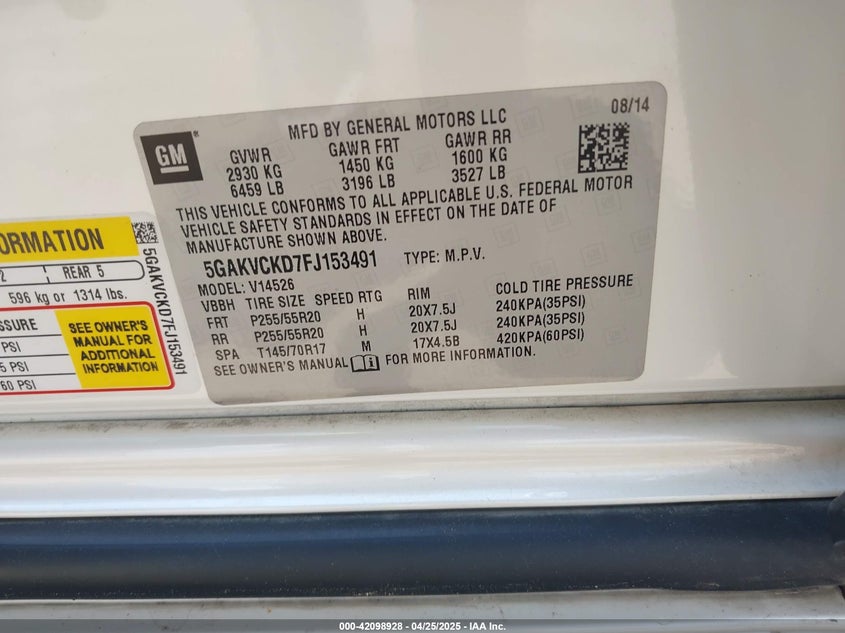 08/14
MFD BY GENERAL MOTORS LLC
GM ®
GVWR GAWR FRT GAWR RR
2930 KG 1450 KG 1600 KG
6459 LB 3196 LB 3527 LB
THIS VEHICLE CONFORMS TO ALL APPLICABLE U.S. FEDERAL MOTOR
VEHICLE SAFETY STANDARDS IN EFFECT ON THE DATE OF
MANUFACTURE SHOWN ABOVE.
5GAKVCKD7FJ153491 TYPE: M.P.V.
MODEL: V14526
VBBH TIRE SIZE SPEED RTG RIM COLD TIRE PRESSURE
FRT P255/55R20 H 20X7.5J 240KPA(35PSI)
RR P255/55R20 H 20X7.5J 240KPA(35PSI)
SPA T145/70R17 M 17X4.5B 420KPA(60PSI)
SEE OWNER'S MANUAL i FOR MORE INFORMATION.
ORMATION
2 REAR 5
596 kg or 1314 lbs.
SSURE
PSI
5 PSI
60 PSI
SEE OWNER'S
MANUAL FOR
ADDITIONAL
INFORMATION
5GAKVCKD7FJ153491
000-42098928 - 04/25/2025 - IAA Inc.